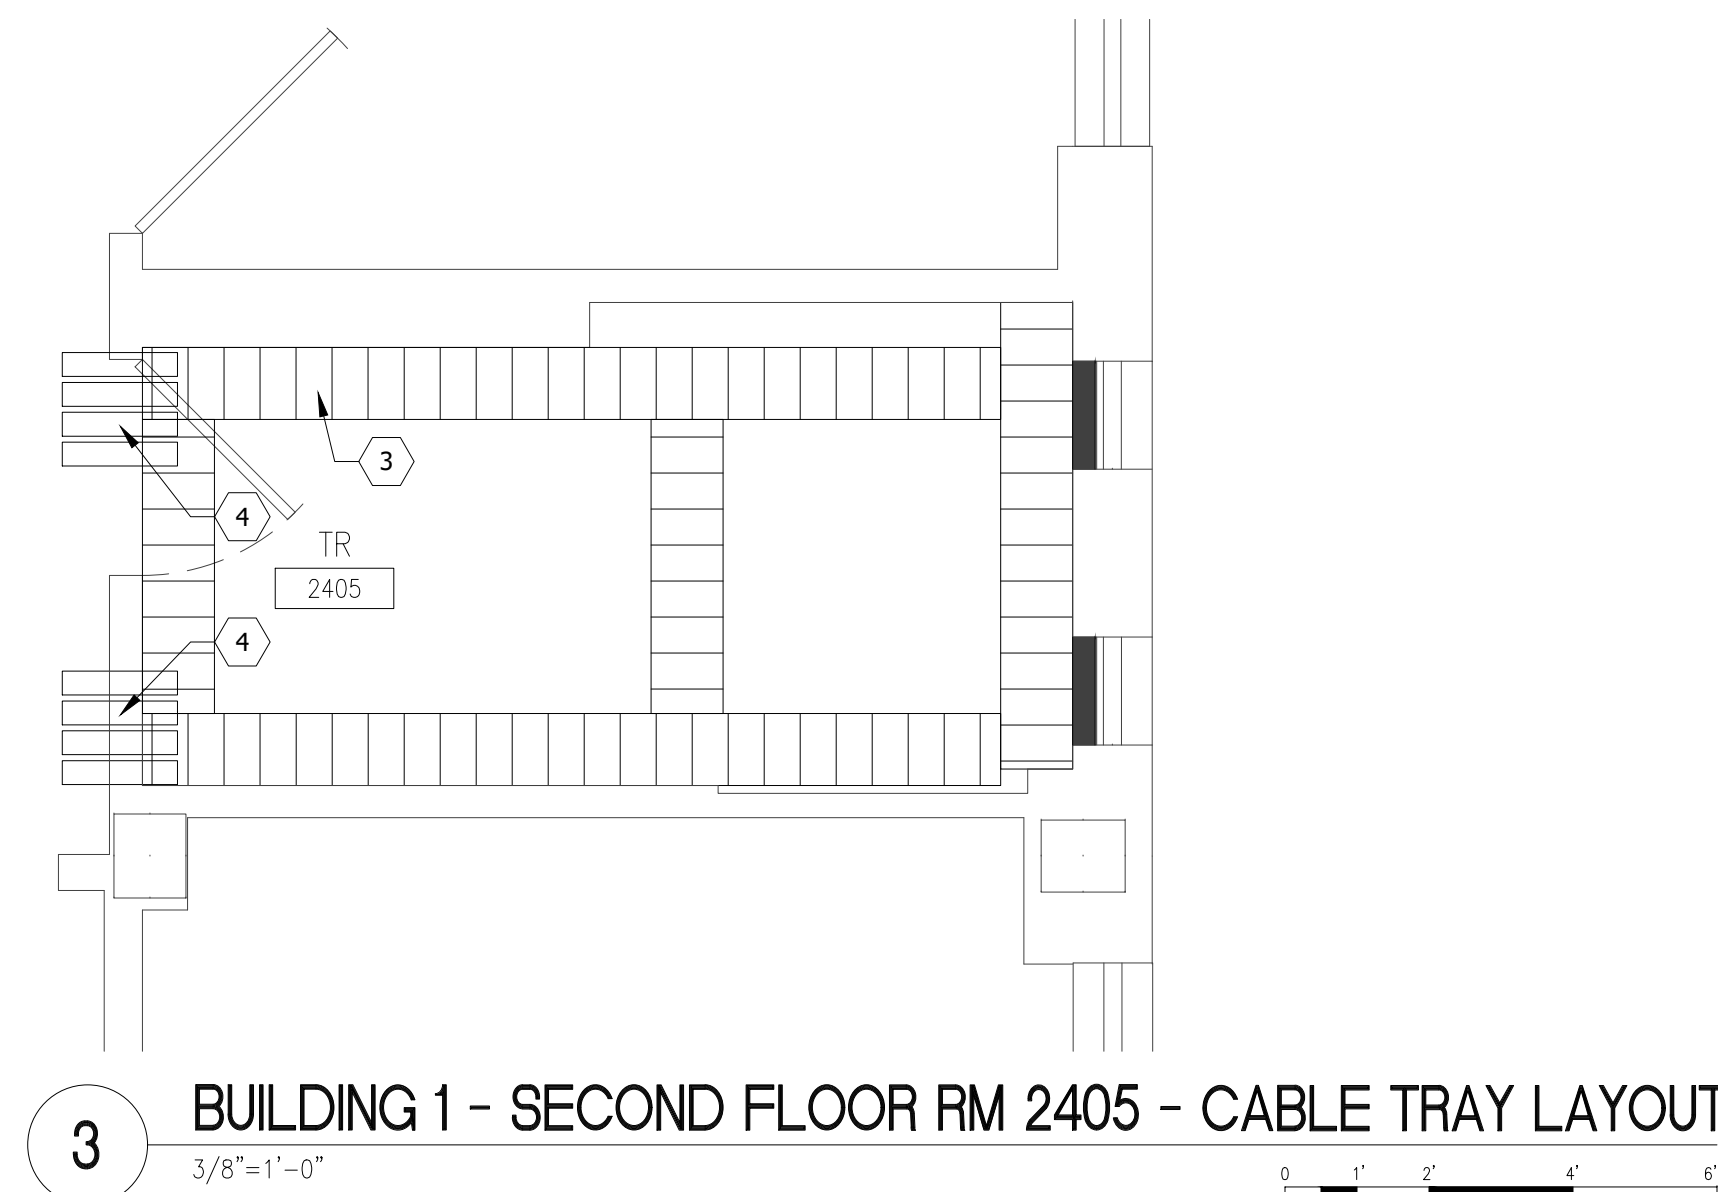 3
4
TR
2405
4
3
BUILDING 1 - SECOND FLOOR RM 2405 - CABLE TRAY LAYOUT
3/8"=1'-0"
0 1' 2' 4' 6'